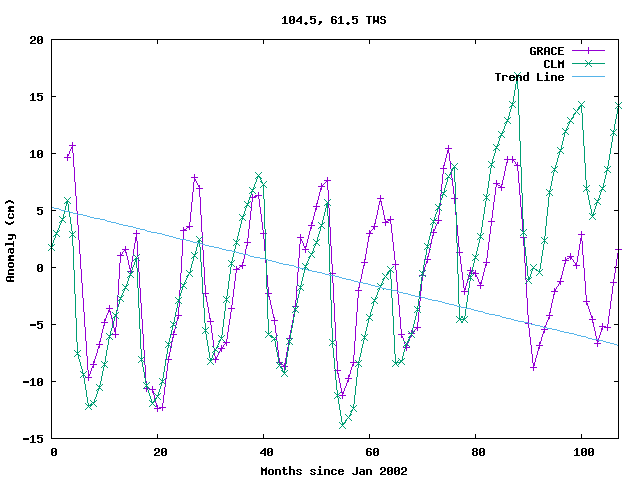 104.5, 61.5 TWS
GRACE
CLM
Trend Line
20
15
10
5
0
-5
-10
-15
Anomaly (cm)
0 20 40 60 80 100
Months since Jan 2002